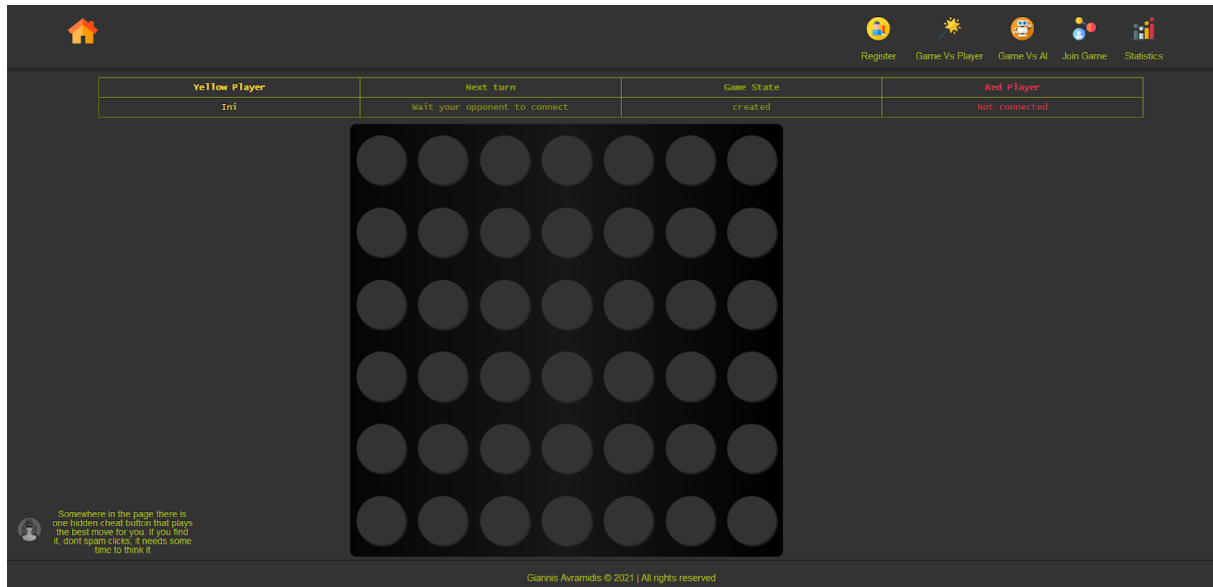 Register Game Vs Player Game Vs AI Join Game Statistics
Yellow Player Next turn Game State Red Player
Ini Wait your opponent to connect created Not connected
Somewhere in the page there is
one hidden cheat button that plays
the best move for you. If you find
it, dont spam clicks, it needs some
time to think it
Giannis Avramidis © 2021 | All rights reserved